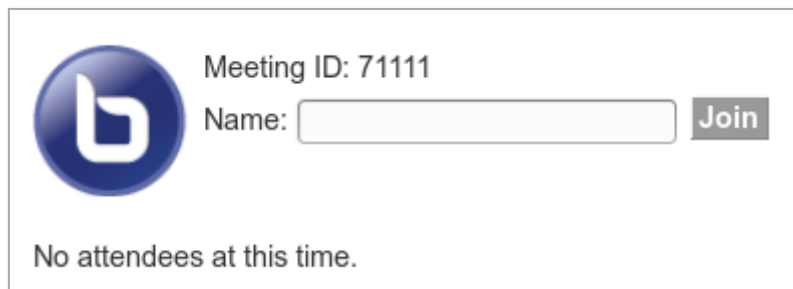 Meeting ID: 71111
Name: Join
No attendees at this time.